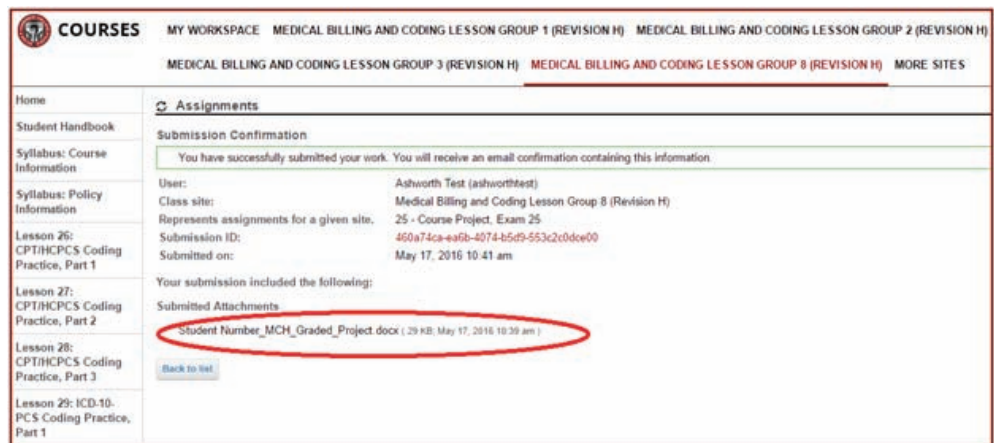 COURSES
MY WORKSPACE MEDICAL BILLING AND CODING LESSON GROUP 1 (REVISION H) MEDICAL BILLING AND CODING LESSON GROUP 2 (REVISION H)
MEDICAL BILLING AND CODING LESSON GROUP 3 (REVISION H) MEDICAL BILLING AND CODING LESSON GROUP 8 (REVISION H) MORE SITES
Home
Student Handbook
Syllabus: Course
Information
Syllabus: Policy
Information
Lesson 26:
CPT/HCPCS Coding
Practice, Part 1
Lesson 27:
CPT/HCPCS Coding
Practice, Part 2
Lesson 28:
CPT/HCPCS Coding
Practice, Part 3
Lesson 29: ICD-10-
PCS Coding Practice,
Part 1
Assignments
Submission Confirmation
You have successfully submitted your work. You will receive an email confirmation containing this information.
User: Ashworth Test (ashworthtest)
Class site: Medical Billing and Coding Lesson Group 8 (Revision H)
Represents assignments for a given site. 25 - Course Project, Exam 25
Submission ID: 460a74ca-ea6b-4074-b5d9-553c2c0dce00
Submitted on: May 17, 2016 10:41 am
Your submission included the following:
Submitted Attachments
Student Number_MCH_Graded_Project.docx ( 29 KB; May 17, 2016 10:39 am )
Back to list